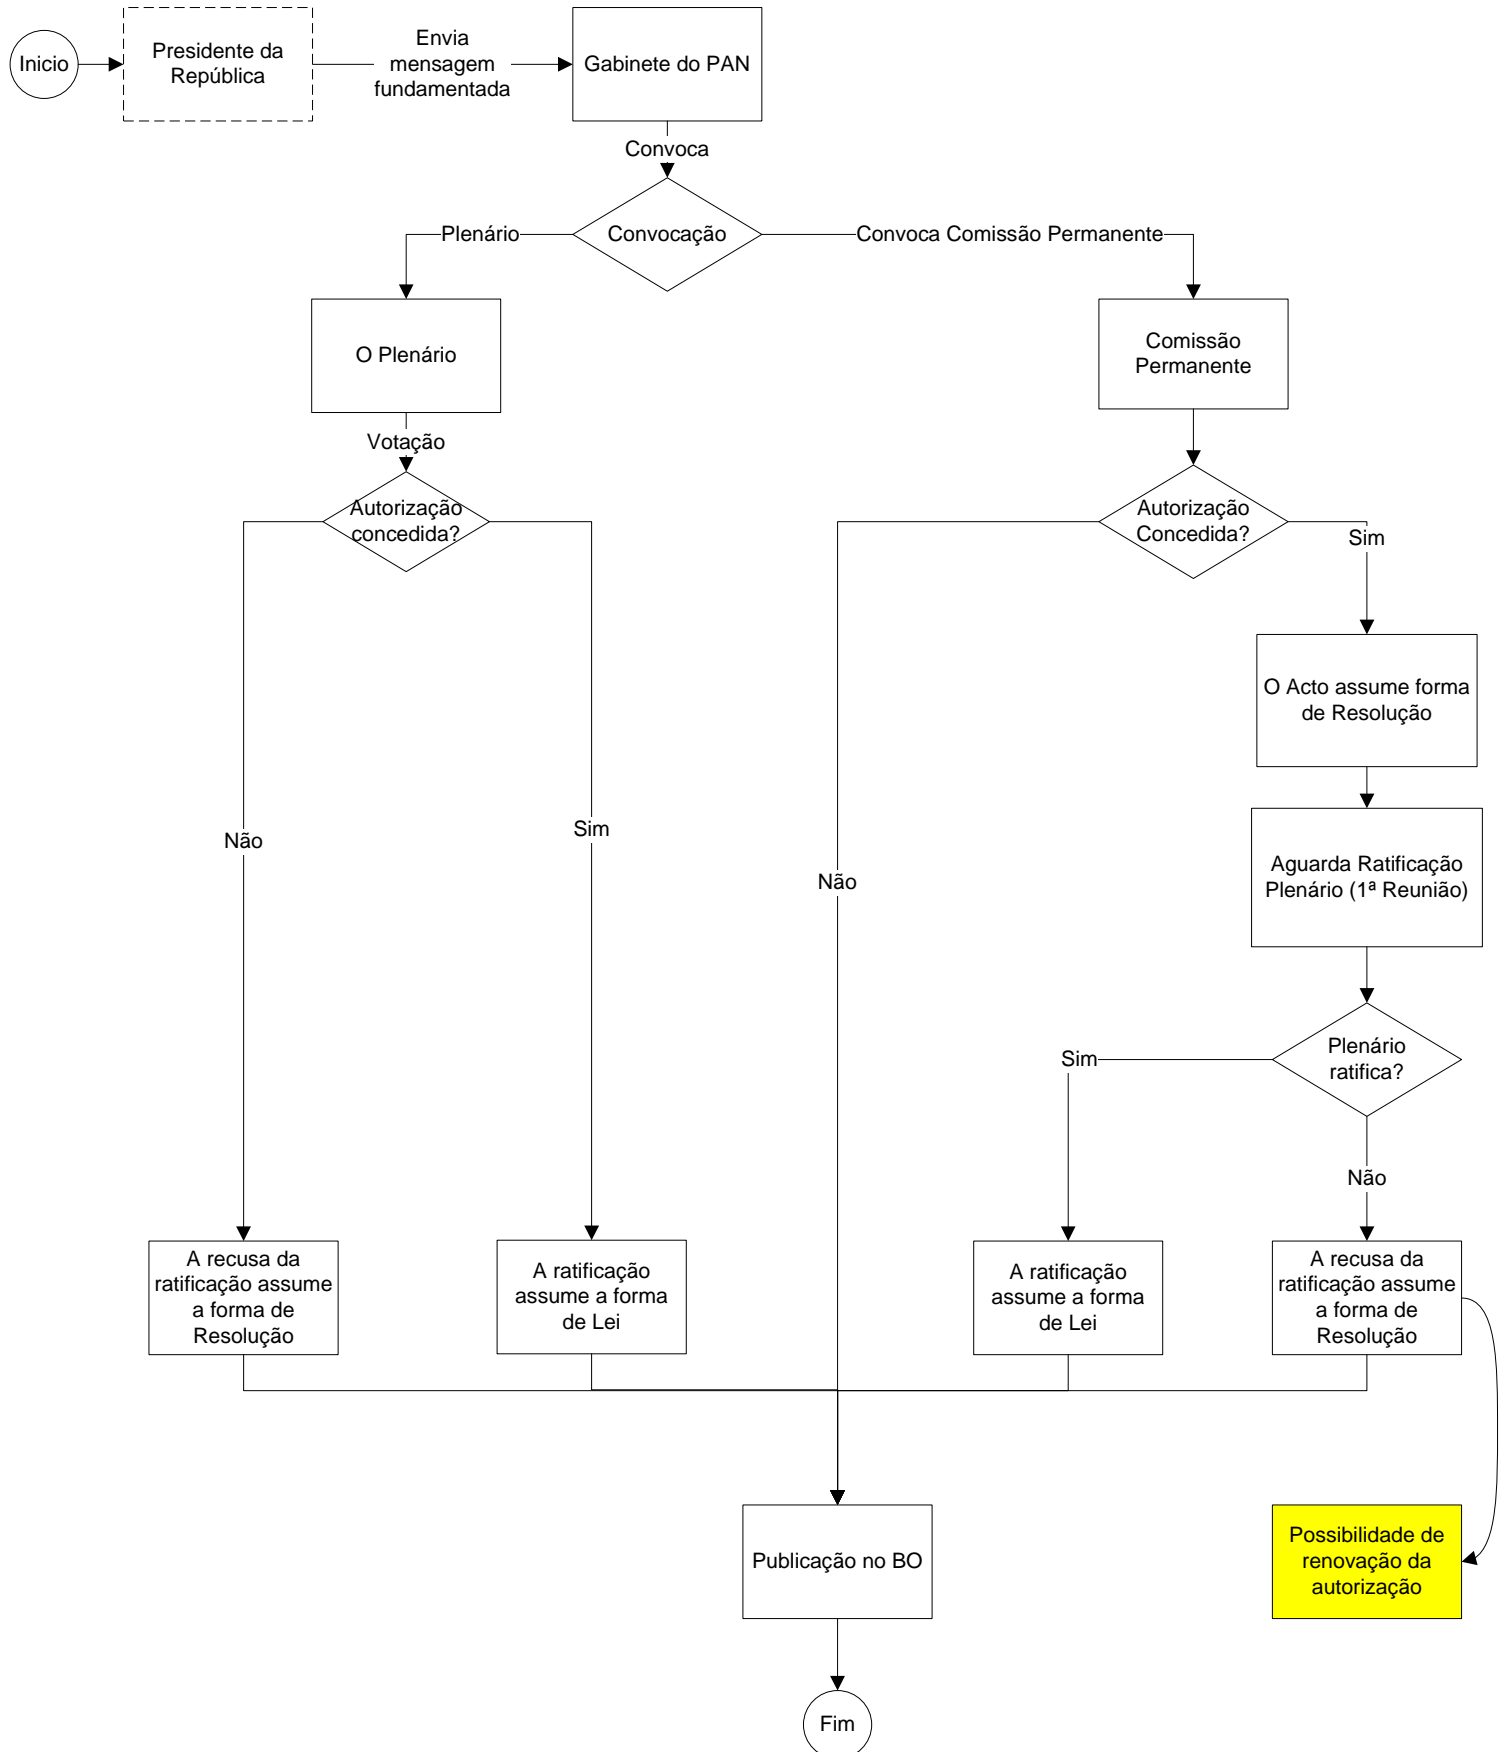 Inicio
Presidente da
República
Envia
mensagem
fundamentada
Gabinete do PAN
Convoca
Convocação
Plenário
Convoca Comissão Permanente
O Plenário
Comissão
Permanente
Votação
Autorização
concedida?
Autorização
Concedida?
Sim
O Acto assume forma
de Resolução
Não
Sim
Não
Aguarda Ratificação
Plenário (1ª Reunião)
Plenário
ratifica?
Sim
Não
A recusa da
ratificação assume
a forma de
Resolução
A ratificação
assume a forma
de Lei
A ratificação
assume a forma
de Lei
A recusa da
ratificação assume
a forma de
Resolução
Publicação no BO
Possibilidade de
renovação da
autorização
Fim